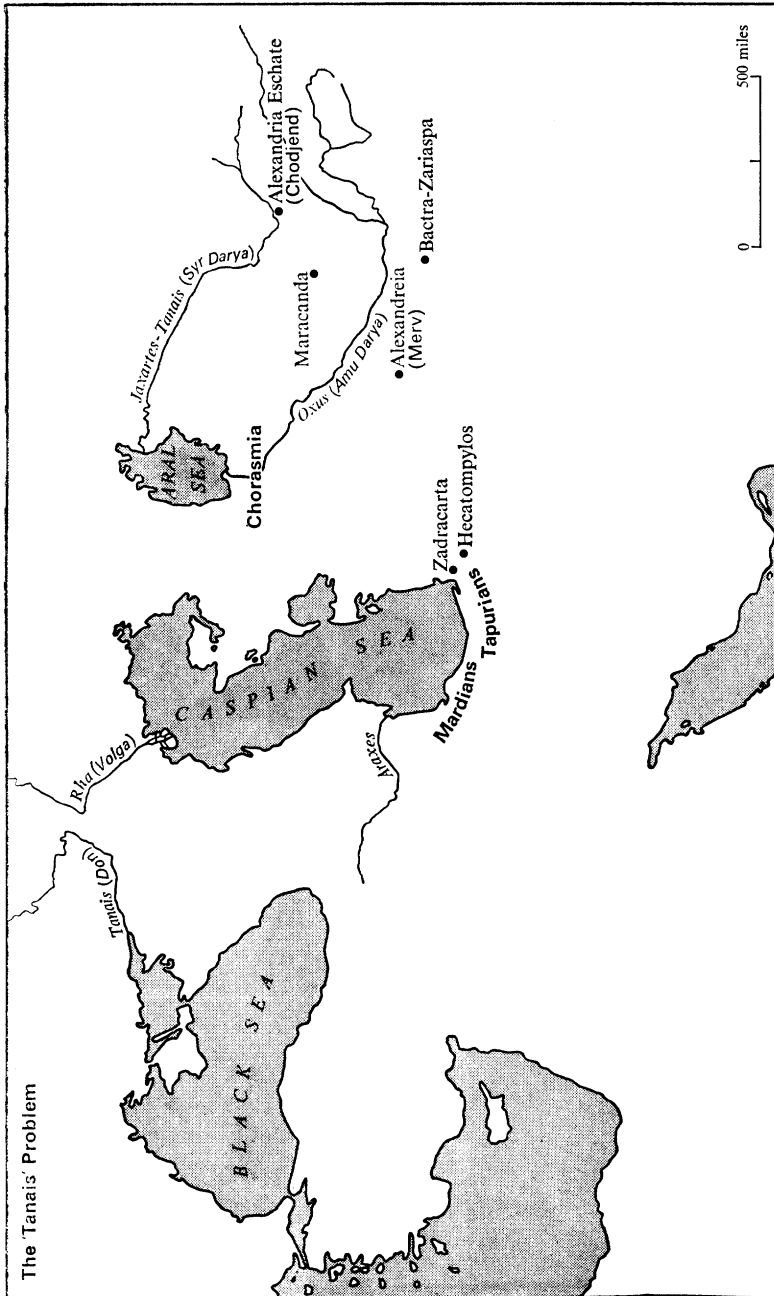 The 'Tanais' Problem
Tanais (Don)
Rha (Volga)
BLACK SEA
CASPIAN SEA
Araxes
ARAL
SEA
Jaxartes-Tanais (Syr Darya)
Alexandria Eschate
(Chodjend)
Chorasmia
Maracanda
Oxus (Amu Darya)
Alexandreia
(Merv)
Bactra-Zariaspa
Zadracarta
Hecatompylos
Mardians
Tapurians
0
500 miles